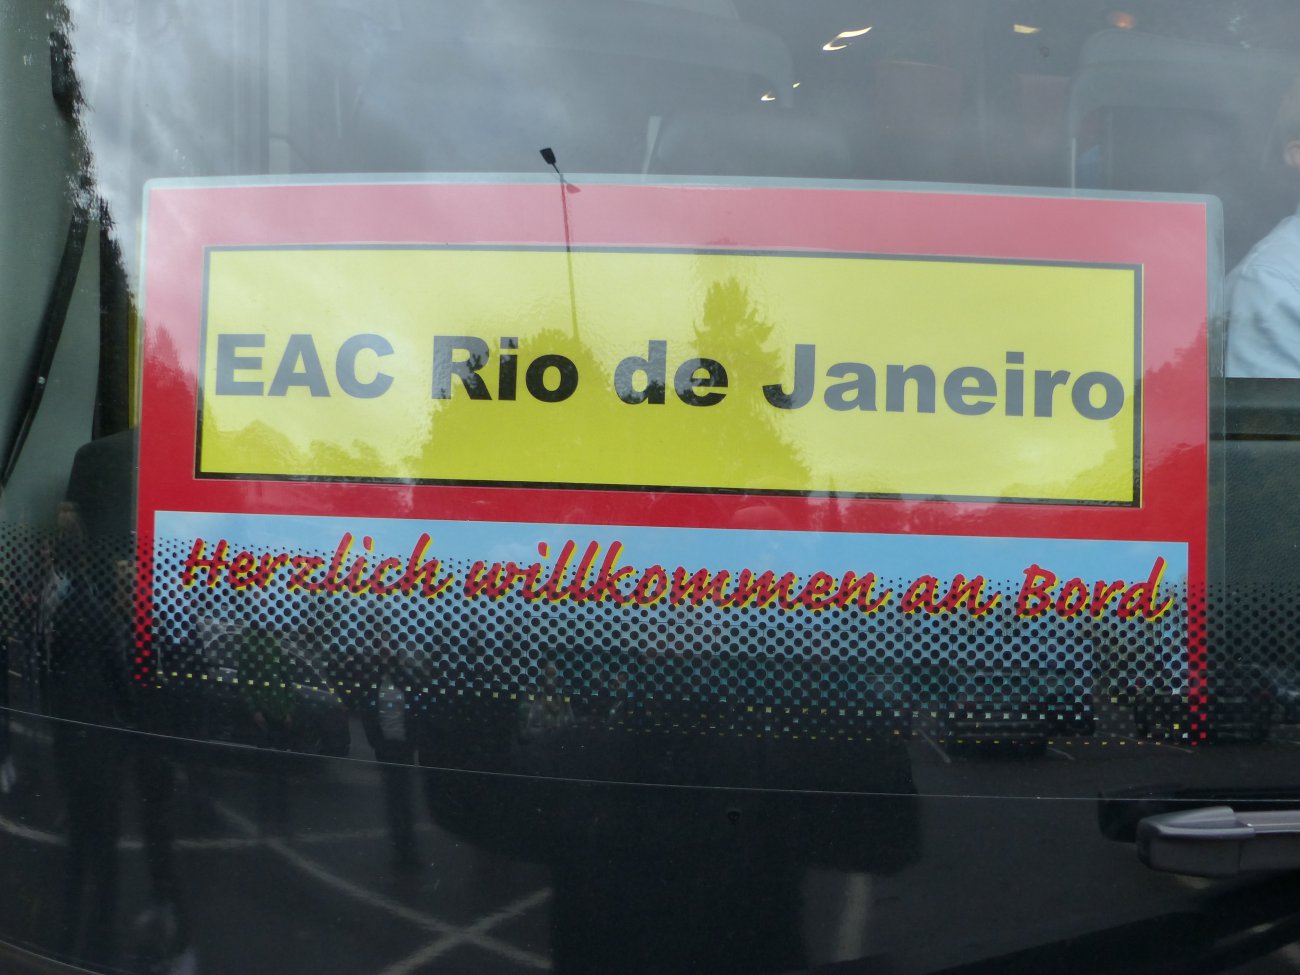 EAC Rio de Janeiro
Herzlich willkommen an Bord